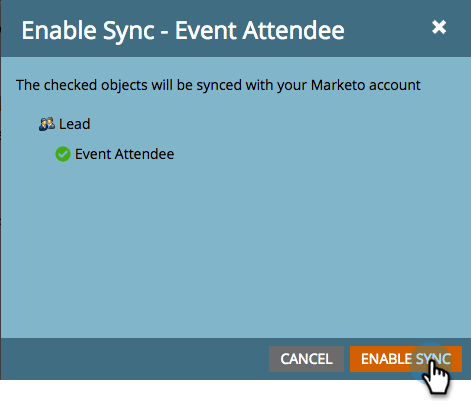 Enable Sync - Event Attendee
The checked objects will be synced with your Marketo account
Lead
Event Attendee
CANCEL
ENABLE SYNC